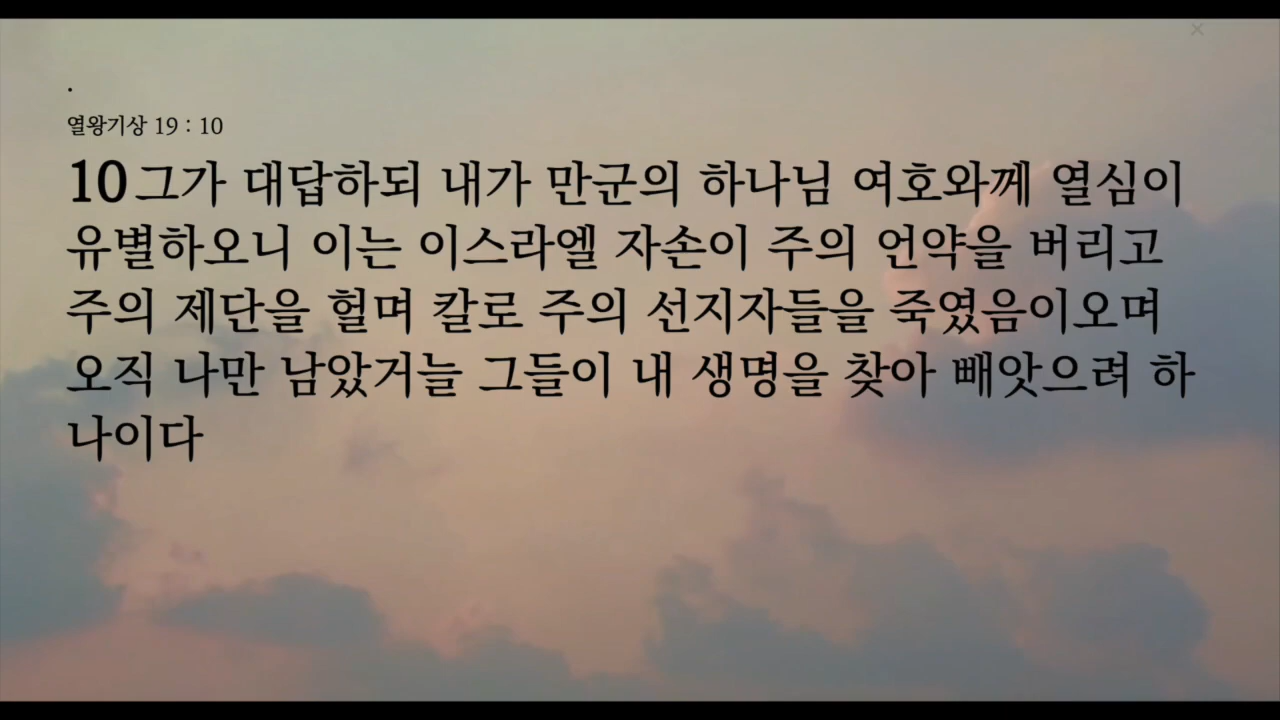 .
열왕기상 19 : 10
10그가 대답하되 내가 만군의 하나님 여호와께 열심이
유별하오니 이는 이스라엘 자손이 주의 언약을 버리고
주의 제단을 헐며 칼로 주의 선지자들을 죽였음이오며
오직 나만 남았거늘 그들이 내 생명을 찾아 빼앗으려 하
나이다